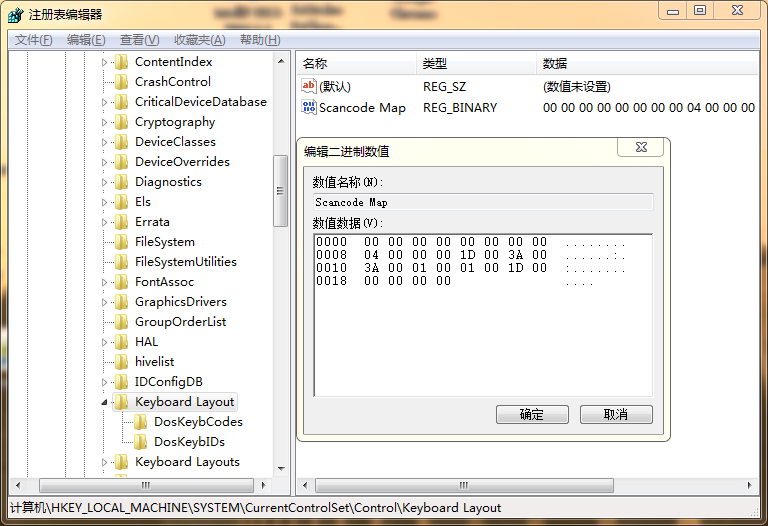 注册表编辑器
文件(F) 编辑(E) 查看(V) 收藏夹(A) 帮助(H)
ContentIndex
CrashControl
CriticalDeviceDatabase
Cryptography
DeviceClasses
DeviceOverrides
Diagnostics
Els
Errata
FileSystem
FileSystemUtilities
FontAssoc
GraphicsDrivers
GroupOrderList
HAL
hivelist
IDConfigDB
Keyboard Layout
DosKeybCodes
DosKeybIDs
Keyboard Layouts
名称 类型 数据
(默认) REG_SZ (数值未设置)
Scancode Map REG_BINARY 00 00 00 00 00 00 00 00 04 00 00 00
编辑二进制数值
数值名称(N):
Scancode Map
数值数据(V):
0000 00 00 00 00 00 00 00 00 ........
0008 04 00 00 00 1D 00 3A 00 ......:.
0010 3A 00 01 00 01 00 1D 00 :.......
0018 00 00 00 00 ....
确定 取消
计算机\HKEY_LOCAL_MACHINE\SYSTEM\CurrentControlSet\Control\Keyboard Layout